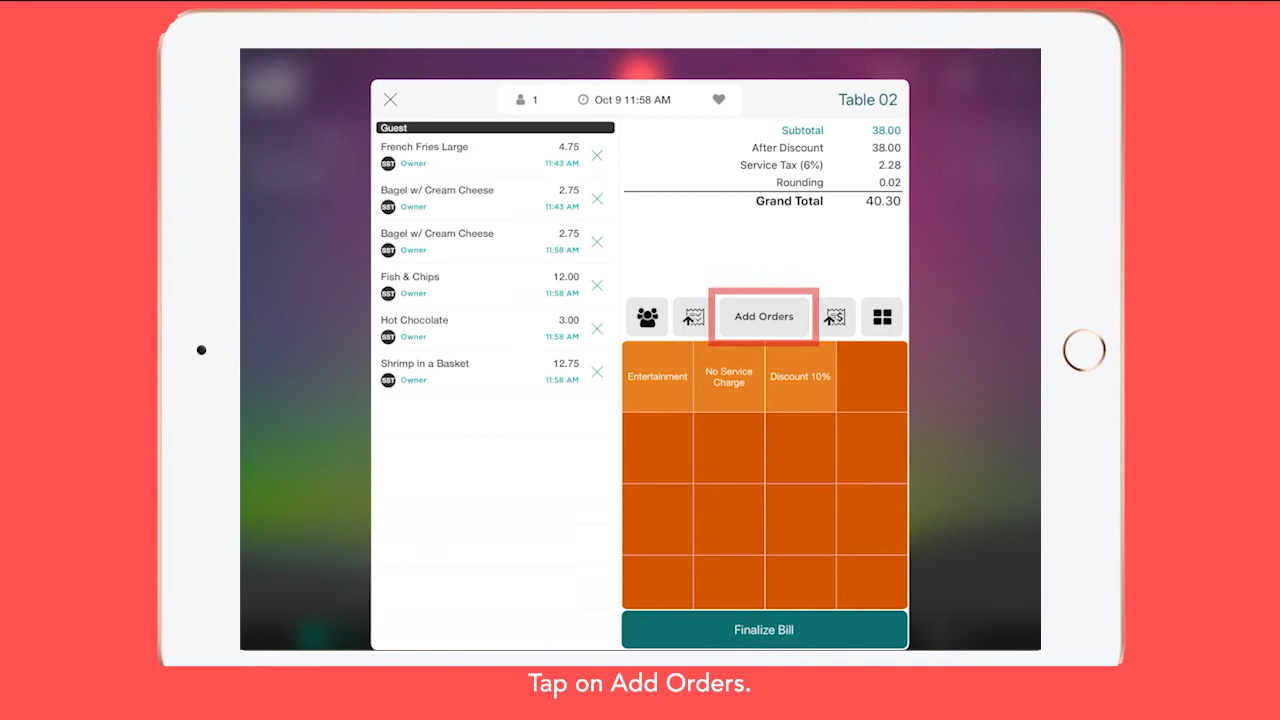 1
Oct 9 11:58 AM
Table 02
Guest
French Fries Large 4.75
SST Owner 11:43 AM
Bagel w/ Cream Cheese 2.75
SST Owner 11:43 AM
Bagel w/ Cream Cheese 2.75
SST Owner 11:58 AM
Fish & Chips 12.00
SST Owner 11:58 AM
Hot Chocolate 3.00
SST Owner 11:58 AM
Shrimp in a Basket 12.75
SST Owner 11:58 AM
Subtotal 38.00
After Discount 38.00
Service Tax (6%) 2.28
Rounding 0.02
Grand Total 40.30
Add Orders
Entertainment
No Service
Charge
Discount 10%
Finalize Bill
Tap on Add Orders.